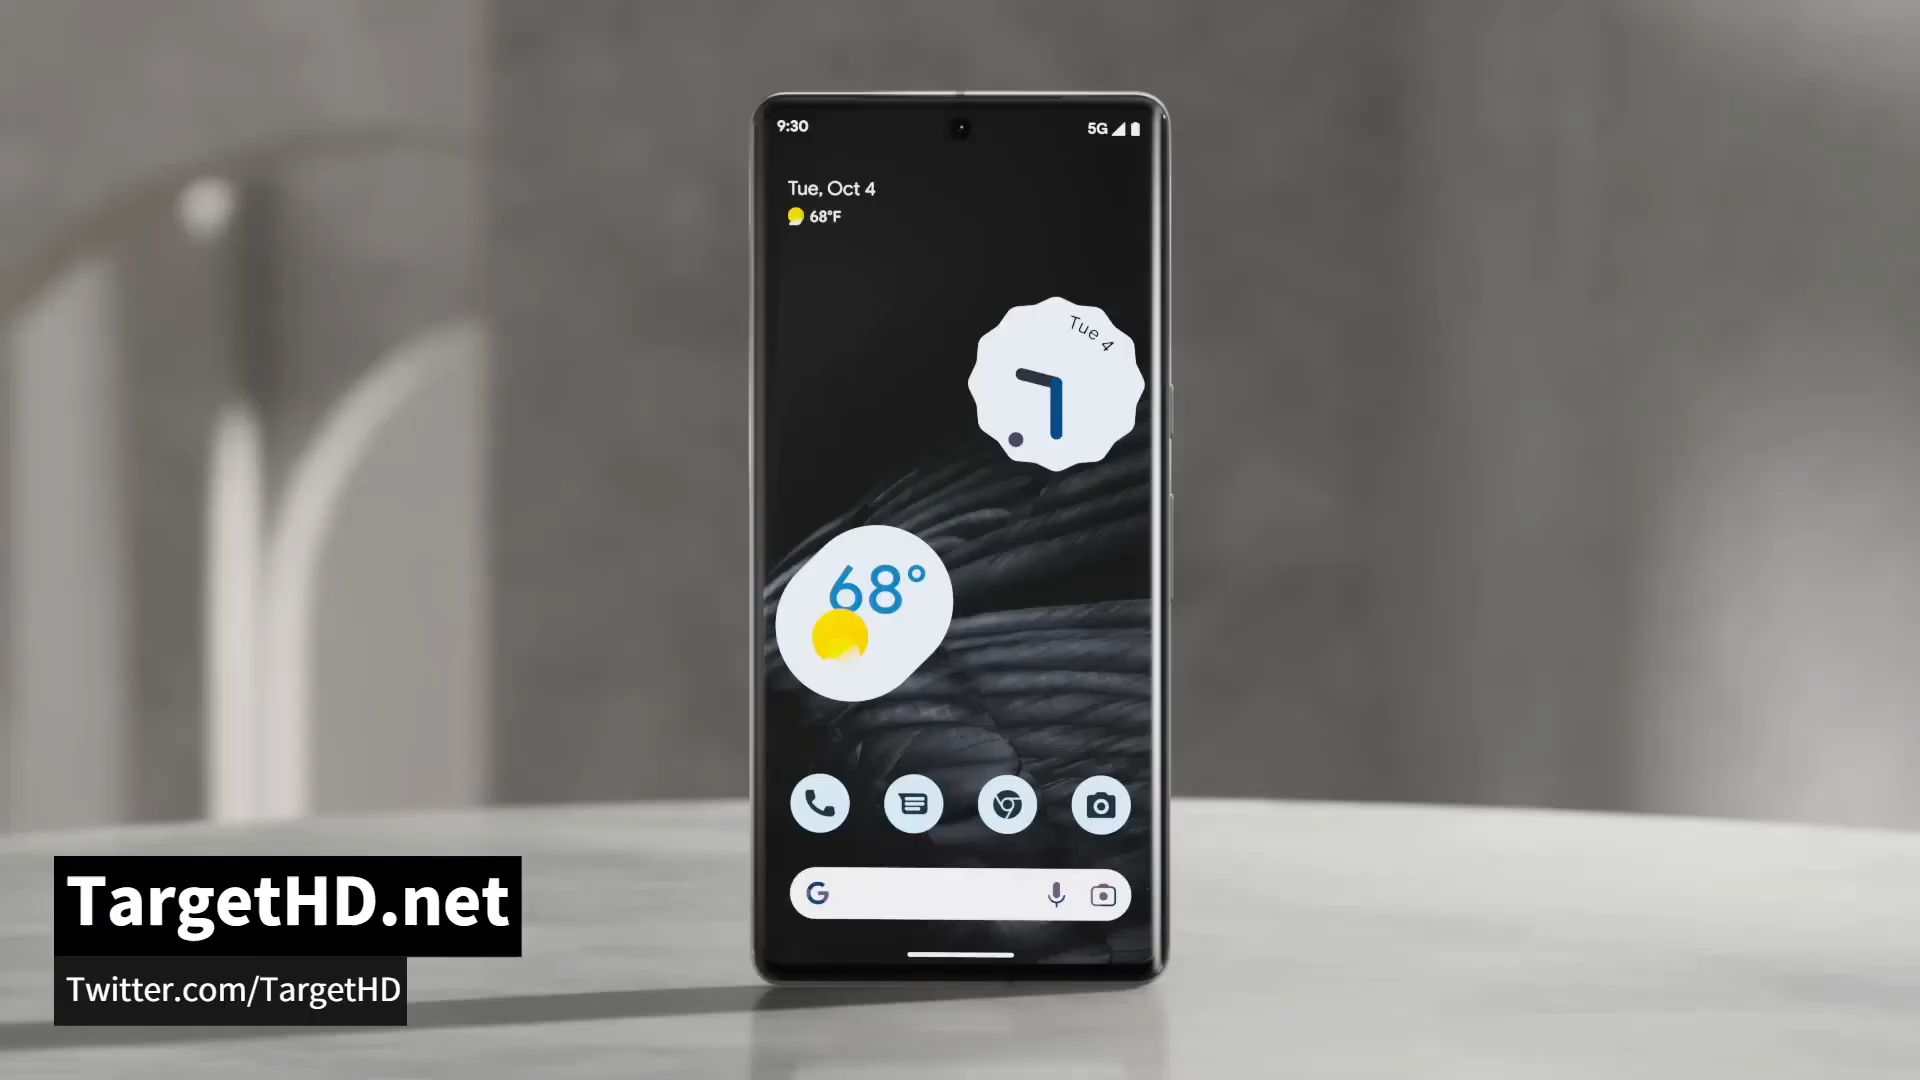 9:30
5G
Tue, Oct 4
68°F
Tue 4
68°
G
TargetHD.net
Twitter.com/TargetHD